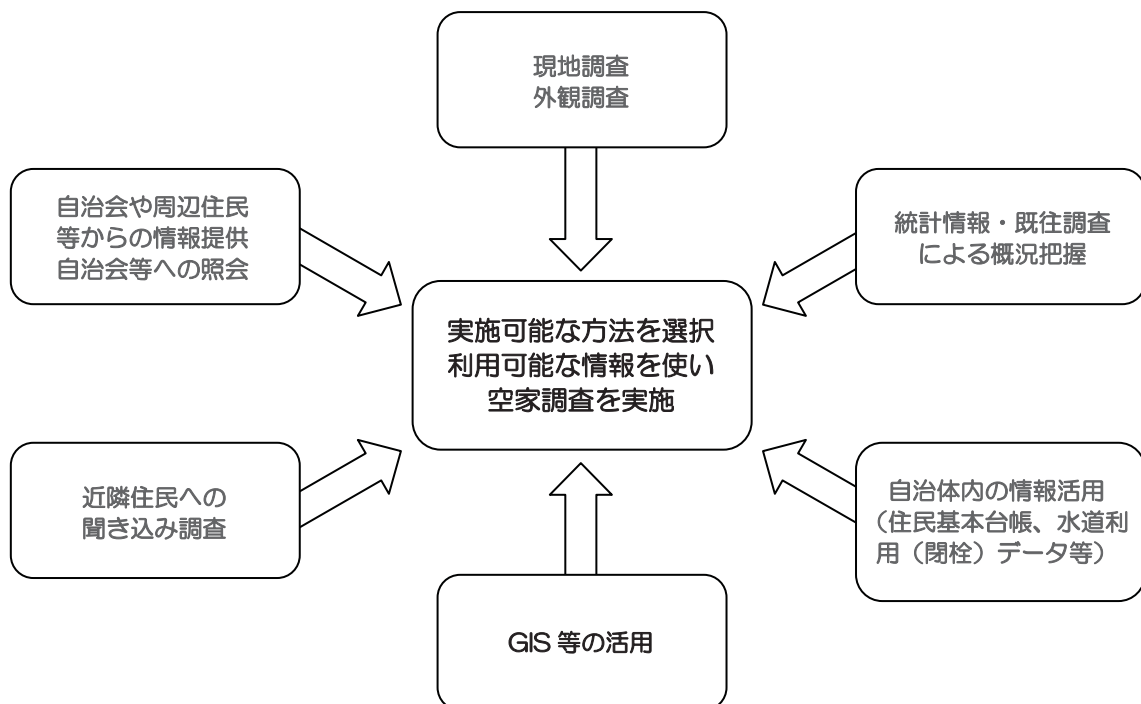 現地調査
外観調査
自治会や周辺住民
等からの情報提供
自治会等への照会
統計情報・既往調査
による概況把握
実施可能な方法を選択
利用可能な情報を使い
空家調査を実施
近隣住民への
聞き込み調査
自治体内の情報活用
（住民基本台帳、水道利
用（閉栓）データ等）
GIS 等の活用